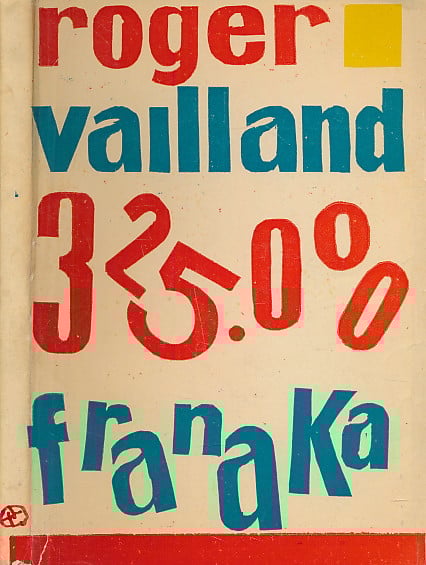 roger
vailland
325.000
franaka